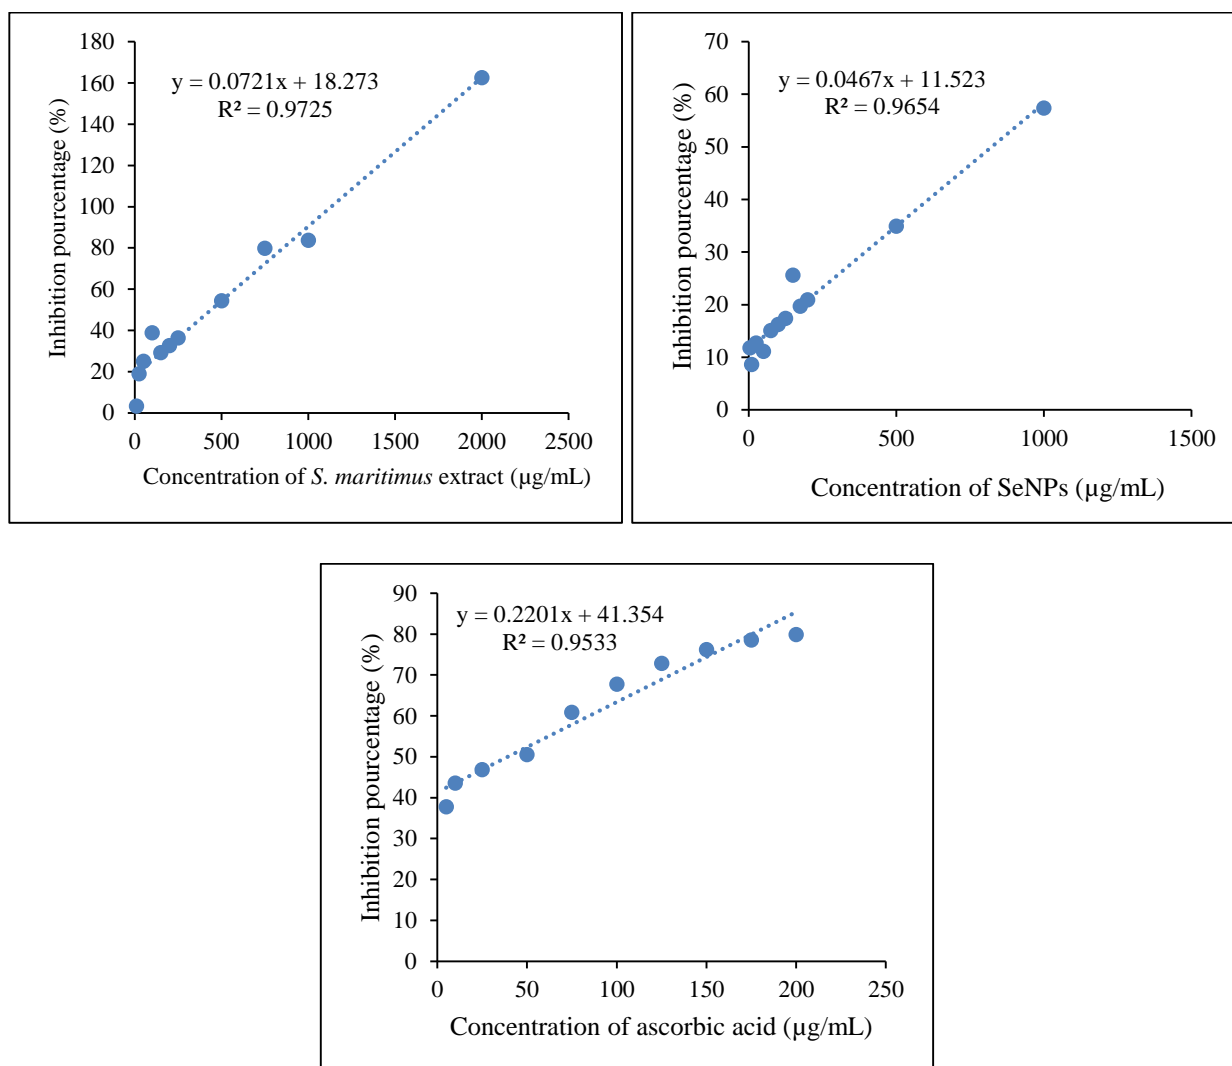 y = 0.0721x + 18.273
R² = 0.9725
Inhibition pourcentage (%)
180
160
140
120
100
80
60
40
20
0
0 500 1000 1500 2000 2500
Concentration of S. maritimus extract (µg/mL)
y = 0.0467x + 11.523
R² = 0.9654
Inhibition pourcentage (%)
70
60
50
40
30
20
10
0
0 500 1000 1500
Concentration of SeNPs (µg/mL)
y = 0.2201x + 41.354
R² = 0.9533
Inhibition pourcentage (%)
90
80
70
60
50
40
30
20
10
0
0 50 100 150 200 250
Concentration of ascorbic acid (µg/mL)